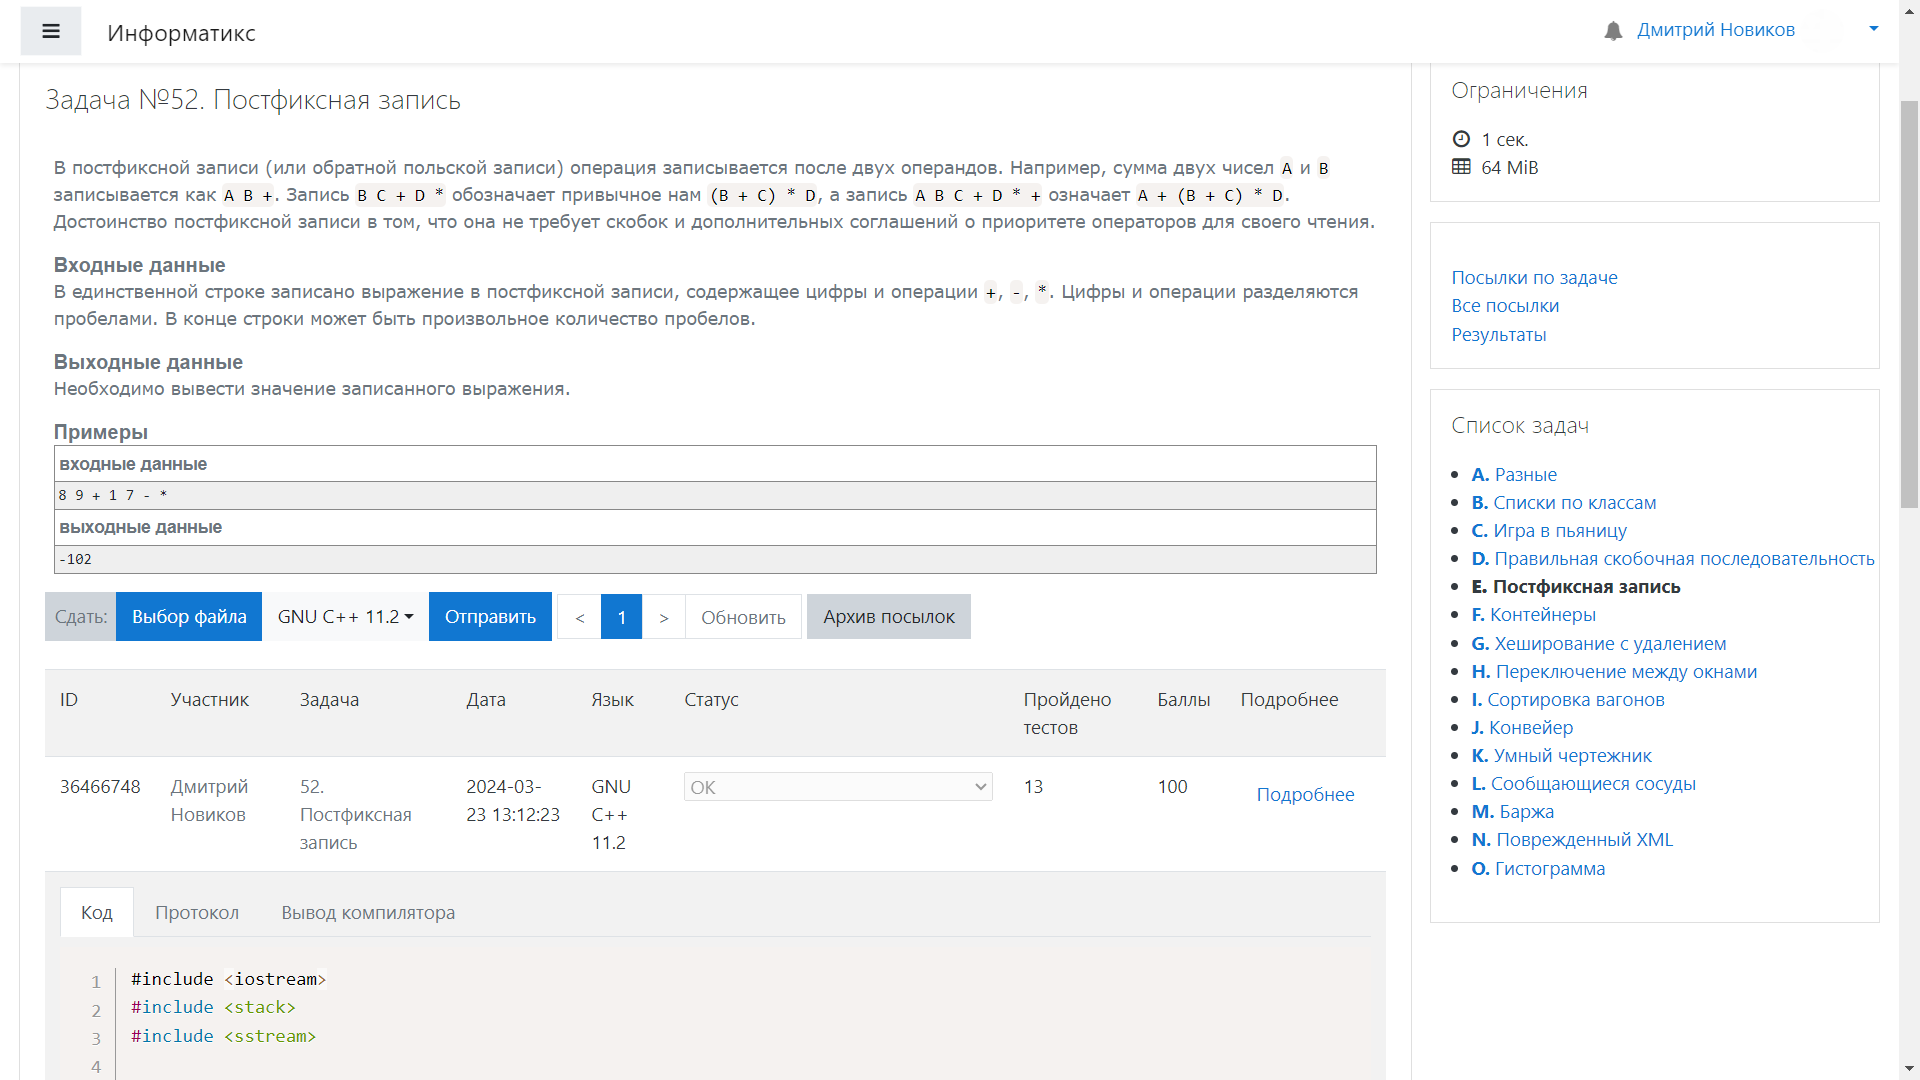 Информатикс
Дмитрий Новиков
Задача №52. Постфиксная запись
В постфиксной записи (или обратной польской записи) операция записывается после двух операндов. Например, сумма двух чисел A и B
записывается как A B +. Запись B C + D * обозначает привычное нам (B + C) * D, а запись A B C + D * + означает A + (B + C) * D.
Достоинство постфиксной записи в том, что она не требует скобок и дополнительных соглашений о приоритете операторов для своего чтения.
Входные данные
В единственной строке записано выражение в постфиксной записи, содержащее цифры и операции +, -, *. Цифры и операции разделяются
пробелами. В конце строки может быть произвольное количество пробелов.
Выходные данные
Необходимо вывести значение записанного выражения.
Примеры
входные данные
8 9 + 1 7 - *
выходные данные
-102
Сдать: Выбор файла GNU C++ 11.2 Отправить < 1 > Обновить Архив посылок
ID Участник Задача Дата Язык Статус Пройдено тестов Баллы Подробнее
36466748 Дмитрий Новиков 52. Постфиксная запись 2024-03-23 13:12:23 GNU C++ 11.2 OK 13 100 Подробнее
Код Протокол Вывод компилятора
1 #include <iostream>
2 #include <stack>
3 #include <sstream>
4
Ограничения
1 сек.
64 MiB
Посылки по задаче
Все посылки
Результаты
Список задач
A. Разные
B. Списки по классам
C. Игра в пьяницу
D. Правильная скобочная последовательность
E. Постфиксная запись
F. Контейнеры
G. Хеширование с удалением
H. Переключение между окнами
I. Сортировка вагонов
J. Конвейер
K. Умный чертежник
L. Сообщающиеся сосуды
M. Баржа
N. Поврежденный XML
O. Гистограмма